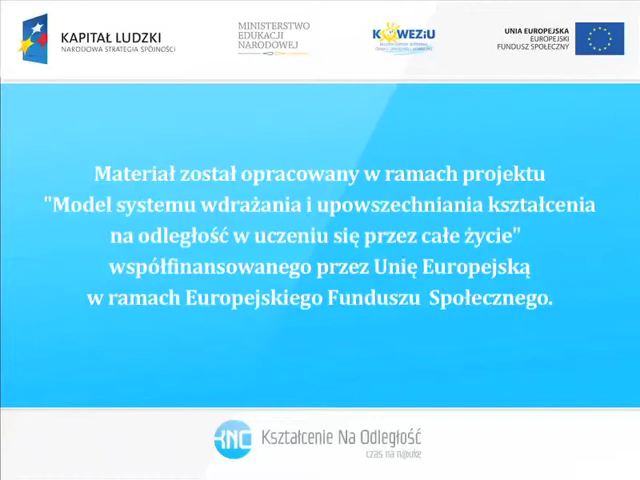 KAPITAŁ LUDZKI
NARODOWA STRATEGIA SPÓJNOŚCI
MINISTERSTWO
EDUKACJI
NARODOWEJ
KOWEZiU
UNIA EUROPEJSKA
EUROPEJSKI
FUNDUSZ SPOŁECZNY
Materiał został opracowany w ramach projektu
"Model systemu wdrażania i upowszechniania kształcenia
na odległość w uczeniu się przez całe życie"
współfinansowanego przez Unię Europejską
w ramach Europejskiego Funduszu Społecznego.
KNO Kształcenie Na Odległość
czas na naukę